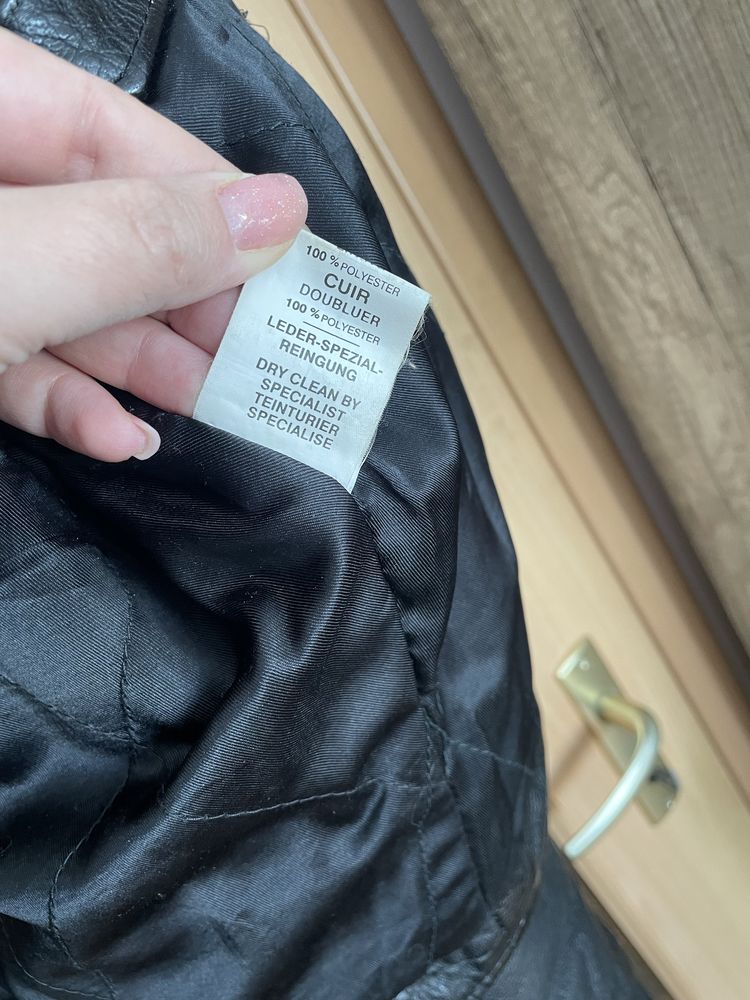 100 % POLYESTER
CUIR
DOUBLUER
100 % POLYESTER
LEDER-SPEZIAL-
REINGUNG
DRY CLEAN BY
SPECIALIST
TEINTURIER
SPECIALISE